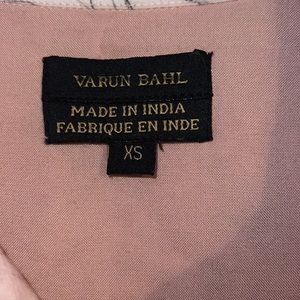 VARUN BAHL
MADE IN INDIA
FABRIQUE EN INDE
XS